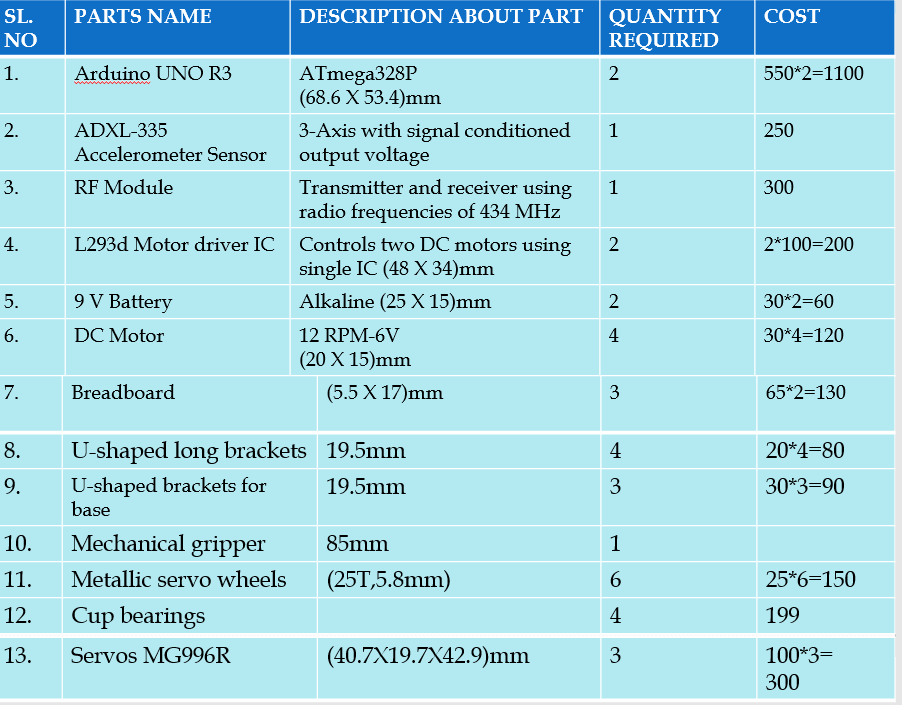 SL. NO PARTS NAME DESCRIPTION ABOUT PART QUANTITY REQUIRED COST
1. Arduino UNO R3 ATmega328P 2 550*2=1100
(68.6 X 53.4)mm
2. ADXL-335 3-Axis with signal conditioned 1 250
Accelerometer Sensor output voltage
3. RF Module Transmitter and receiver using 1 300
radio frequencies of 434 MHz
4. L293d Motor driver IC Controls two DC motors using 2 2*100=200
single IC (48 X 34)mm
5. 9 V Battery Alkaline (25 X 15)mm 2 30*2=60
6. DC Motor 12 RPM-6V 4 30*4=120
(20 X 15)mm
7. Breadboard (5.5 X 17)mm 3 65*2=130
8. U-shaped long brackets 19.5mm 4 20*4=80
9. U-shaped brackets for 19.5mm 3 30*3=90
base
10. Mechanical gripper 85mm 1
11. Metallic servo wheels (25T,5.8mm) 6 25*6=150
12. Cup bearings 4 199
13. Servos MG996R (40.7X19.7X42.9)mm 3 100*3=
300